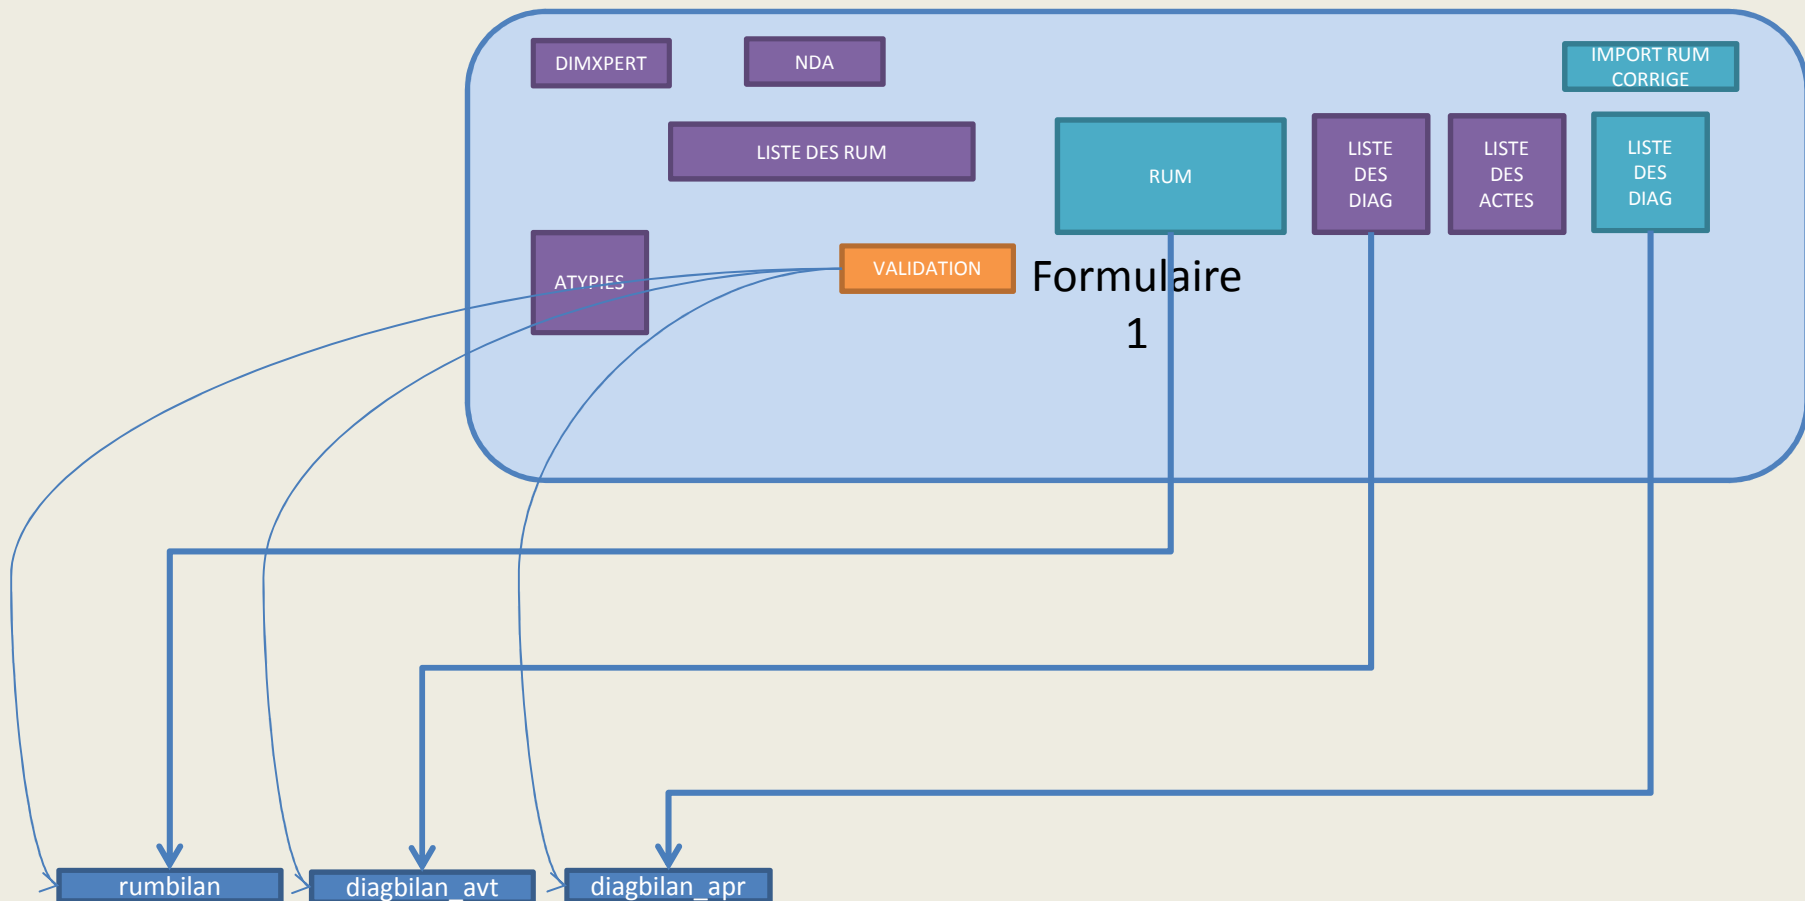 DIMXPERT
NDA
IMPORT RUM
CORRIGE
LISTE DES RUM
RUM
LISTE
DES
DIAG
LISTE
DES
ACTES
LISTE
DES
DIAG
ATYPIES
VALIDATION
Formulaire
1
rumbilan
diagbilan_avt
diagbilan_apr